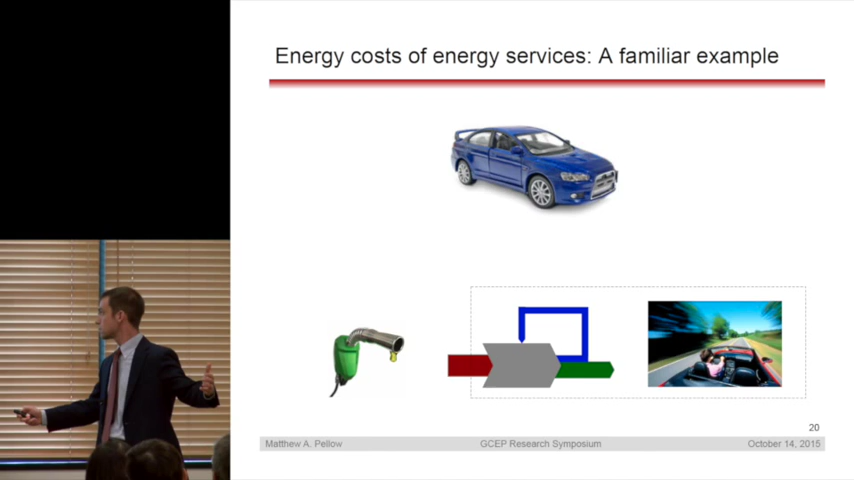 Energy costs of energy services: A familiar example
20
Matthew A. Pellow
GCEP Research Symposium
October 14, 2015